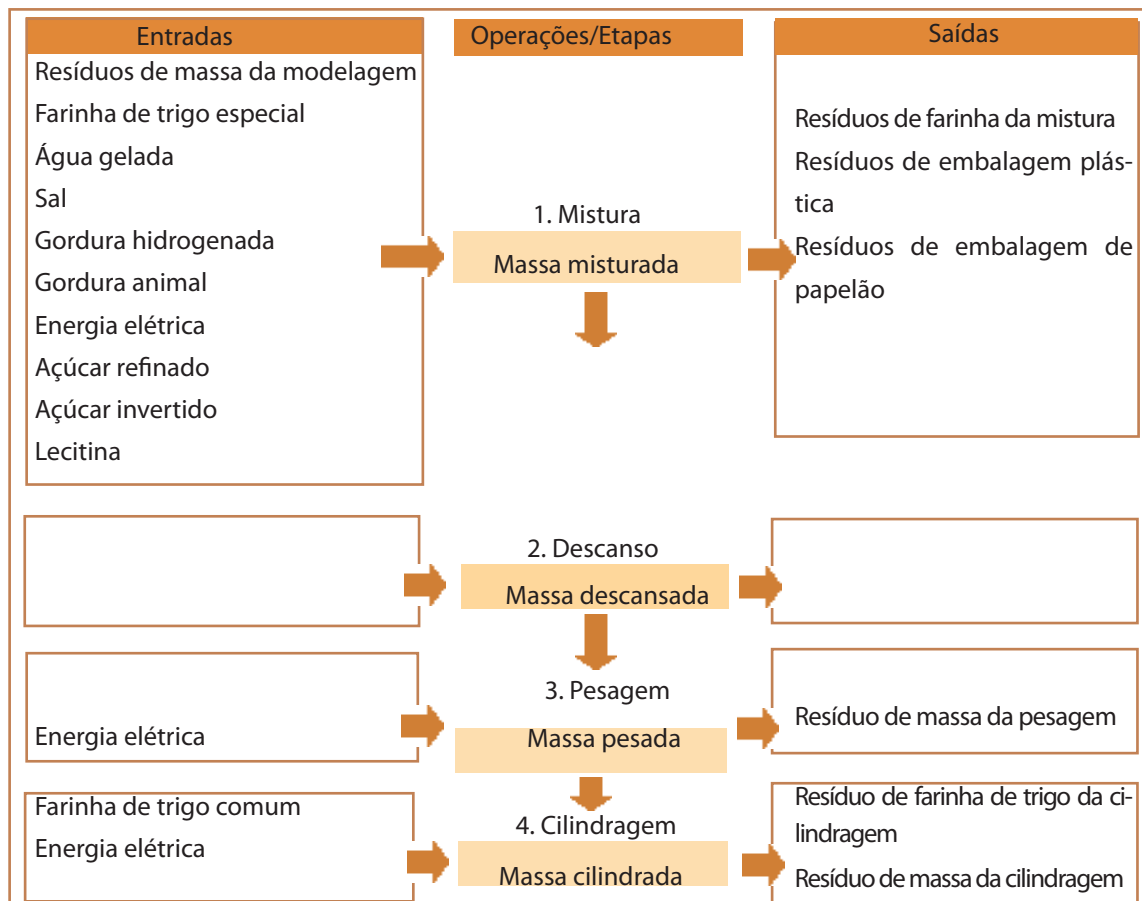 Entradas
Operações/Etapas
Saídas
Resíduos de massa da modelagem
Farinha de trigo especial
Água gelada
Sal
Gordura hidrogenada
Gordura animal
Energia elétrica
Açúcar refinado
Açúcar invertido
Lecitina
1. Mistura
Massa misturada
Resíduos de farinha da mistura
Resíduos de embalagem plás-
tica
Resíduos de embalagem de
papelão
2. Descanso
Massa descansada
Energia elétrica
3. Pesagem
Massa pesada
Resíduo de massa da pesagem
Farinha de trigo comum
Energia elétrica
4. Cilindragem
Massa cilindrada
Resíduo de farinha de trigo da ci-
lindragem
Resíduo de massa da cilindragem